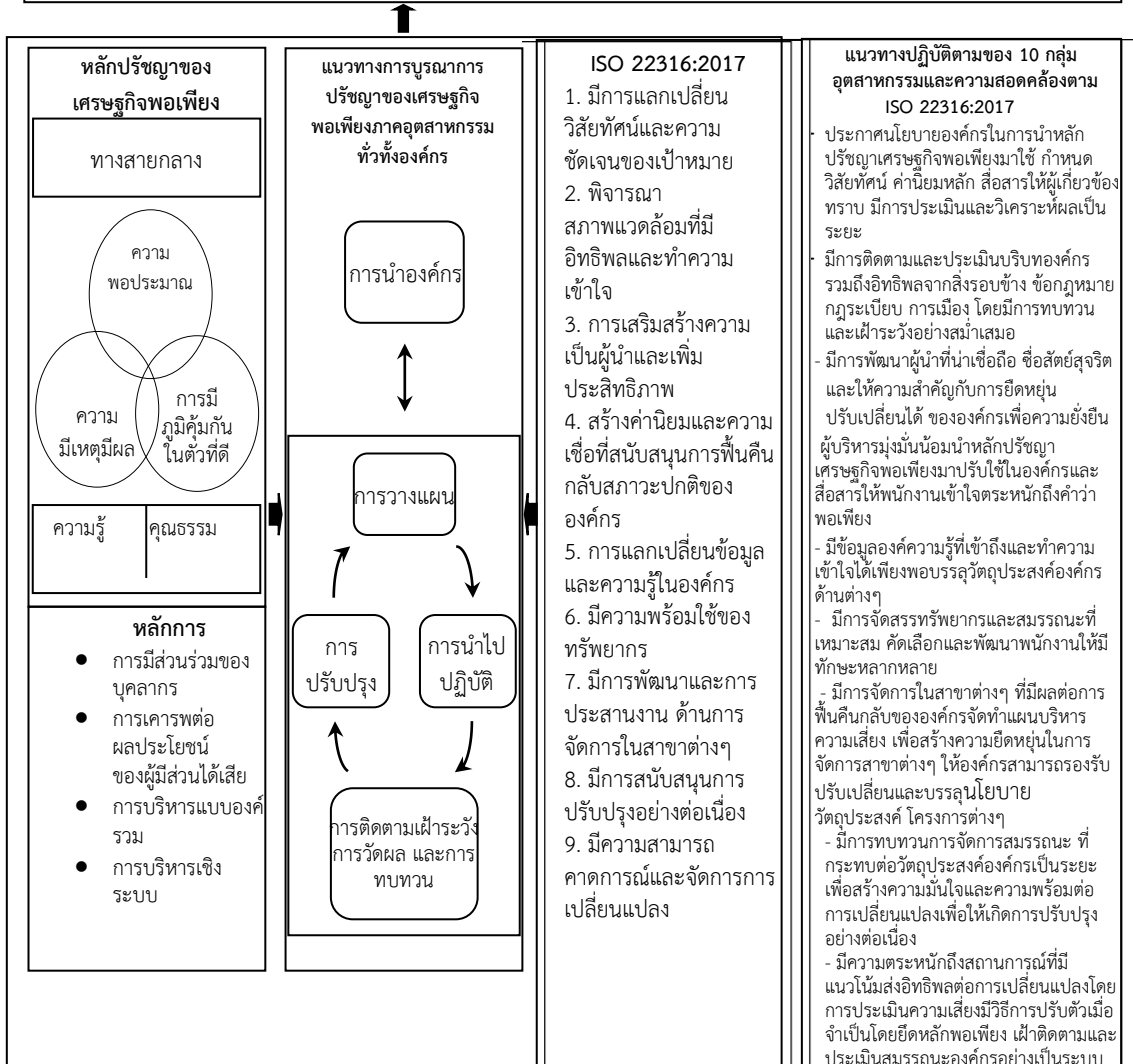 หลักปรัชญาของ
เศรษฐกิจพอเพียง
ทางสายกลาง
ความ
พอประมาณ
ความ
มีเหตุมีผล
การมี
ภูมิคุ้มกัน
ในตัวที่ดี
ความรู้
คุณธรรม
หลักการ
● การมีส่วนร่วมของ
บุคลากร
● การเคารพต่อ
ผลประโยชน์
ของผู้มีส่วนได้เสีย
● การบริหารแบบองค์
รวม
● การบริหารเชิง
ระบบ
แนวทางการบูรณาการ
ปรัชญาของเศรษฐกิจ
พอเพียงภาคอุตสาหกรรม
ทั่วทั้งองค์กร
การนำองค์กร
การวางแผน
การ
ปรับปรุง
การนำไป
ปฏิบัติ
การติดตามเฝ้าระวัง
การวัดผล และการ
ทบทวน
ISO 22316:2017
1. มีการแลกเปลี่ยน
วิสัยทัศน์และความ
ชัดเจนของเป้าหมาย
2. พิจารณา
สภาพแวดล้อมที่มี
อิทธิพลและทำความ
เข้าใจ
3. การเสริมสร้างความ
เป็นผู้นำและเพิ่ม
ประสิทธิภาพ
4. สร้างค่านิยมและความ
เชื่อที่สนับสนุนการฟื้นคืน
กลับสภาวะปกติของ
องค์กร
5. การแลกเปลี่ยนข้อมูล
และความรู้ในองค์กร
6. มีความพร้อมใช้ของ
ทรัพยากร
7. มีการพัฒนาและการ
ประสานงาน ด้านการ
จัดการในสาขาต่างๆ
8. มีการสนับสนุนการ
ปรับปรุงอย่างต่อเนื่อง
9. มีความสามารถ
คาดการณ์และจัดการการ
เปลี่ยนแปลง
แนวทางปฏิบัติตามของ 10 กลุ่ม
อุตสาหกรรมและความสอดคล้องตาม
ISO 22316:2017
- ประกาศนโยบายองค์กรในการนำหลัก
ปรัชญาเศรษฐกิจพอเพียงมาใช้ กำหนด
วิสัยทัศน์ ค่านิยมหลัก สื่อสารให้ผู้เกี่ยวข้อง
ทราบ มีการประเมินและวิเคราะห์ผลเป็น
ระยะ
- มีการติดตามและประเมินบริบทองค์กร
รวมถึงอิทธิพลจากสิ่งรอบข้าง ข้อกฎหมาย
กฎระเบียบ การเมือง โดยมีการทบทวน
และเฝ้าระวังอย่างสม่ำเสมอ
- มีการพัฒนาผู้นำที่น่าเชื่อถือ ซื่อสัตย์สุจริต
และให้ความสำคัญกับการยืดหยุ่น
ปรับเปลี่ยนได้ ขององค์กรเพื่อความยั่งยืน
ผู้บริหารมุ่งมั่นน้อมนำหลักปรัชญา
เศรษฐกิจพอเพียงมาปรับใช้ในองค์กรและ
สื่อสารให้พนักงานเข้าใจตระหนักถึงคำว่า
พอเพียง
- มีข้อมูลองค์ความรู้ที่เข้าถึงและทำความ
เข้าใจได้เพียงพอบรรลุวัตถุประสงค์องค์กร
ด้านต่างๆ
- มีการจัดสรรทรัพยากรและสมรรถนะที่
เหมาะสม คัดเลือกและพัฒนาพนักงานให้มี
ทักษะหลากหลาย
- มีการจัดการในสาขาต่างๆ ที่มีผลต่อการ
ฟื้นคืนกลับขององค์กรจัดทำแผนบริหาร
ความเสี่ยง เพื่อสร้างความยืดหยุ่นในการ
จัดการสาขาต่างๆ ให้องค์กรสามารถรองรับ
ปรับเปลี่ยนและบรรลุนโยบาย
วัตถุประสงค์ โครงการต่างๆ
- มีการทบทวนการจัดการสมรรถนะ ที่
กระทบต่อวัตถุประสงค์องค์กรเป็นระยะ
เพื่อสร้างความมั่นใจและความพร้อมต่อ
การเปลี่ยนแปลงเพื่อให้เกิดการปรับปรุง
อย่างต่อเนื่อง
- มีความตระหนักถึงสถานการณ์ที่มี
แนวโน้มส่งอิทธิพลต่อการเปลี่ยนแปลงโดย
การประเมินความเสี่ยงมีวิธีการปรับตัวเมื่อ
จำเป็นโดยยึดหลักพอเพียง เฝ้าติดตามและ
ประเมินสมรรถนะองค์กรอย่างเป็นระบบ